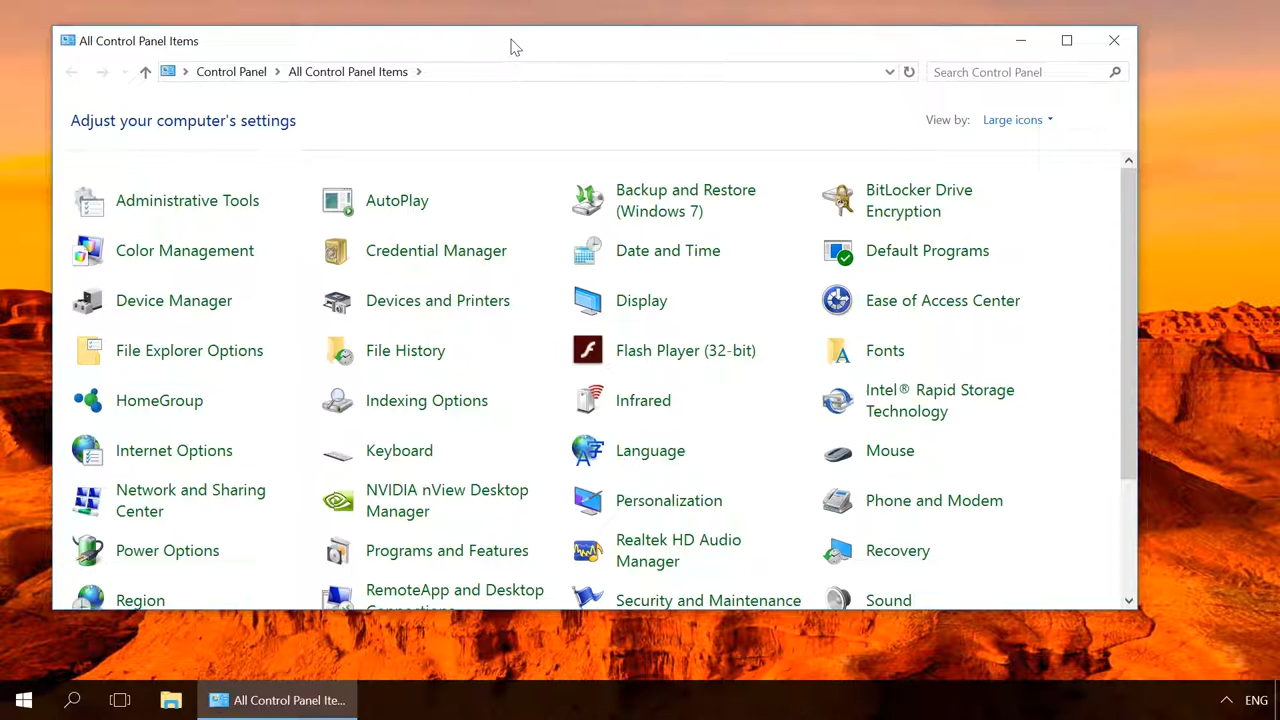 All Control Panel Items
Control Panel
All Control Panel Items
Search Control Panel
Adjust your computer's settings
View by:
Large icons
Administrative Tools
AutoPlay
Backup and Restore
(Windows 7)
BitLocker Drive
Encryption
Color Management
Credential Manager
Date and Time
Default Programs
Device Manager
Devices and Printers
Display
Ease of Access Center
File Explorer Options
File History
Flash Player (32-bit)
Fonts
HomeGroup
Indexing Options
Infrared
Intel® Rapid Storage
Technology
Internet Options
Keyboard
Language
Mouse
Network and Sharing
Center
NVIDIA nView Desktop
Manager
Personalization
Phone and Modem
Power Options
Programs and Features
Realtek HD Audio
Manager
Recovery
Region
RemoteApp and Desktop
Connections
Security and Maintenance
Sound
All Control Panel Ite...
ENG